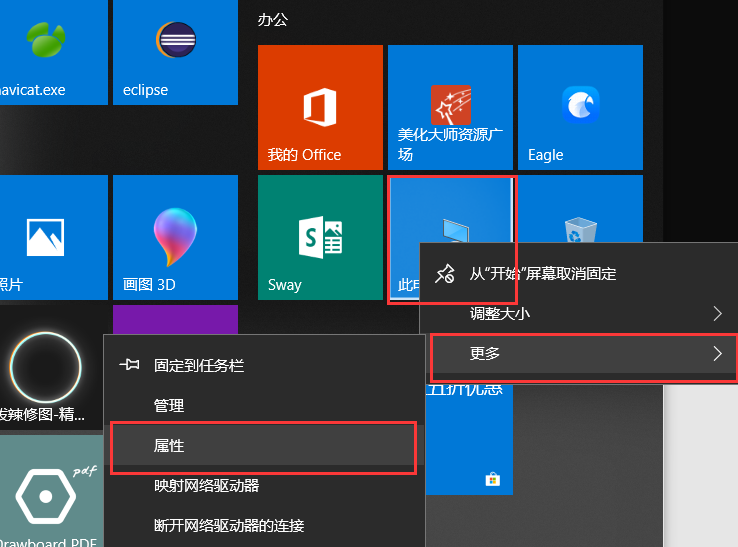 办公
avicat.exe
eclipse
我的 Office
美化大师资源广
场
Eagle
照片
画图 3D
Sway
此电
从“开始”屏幕取消固定
调整大小
更多
固定到任务栏
管理
属性
映射网络驱动器
断开网络驱动器的连接
泼辣修图-精...
五折优惠
pdf
Drawboard PDF